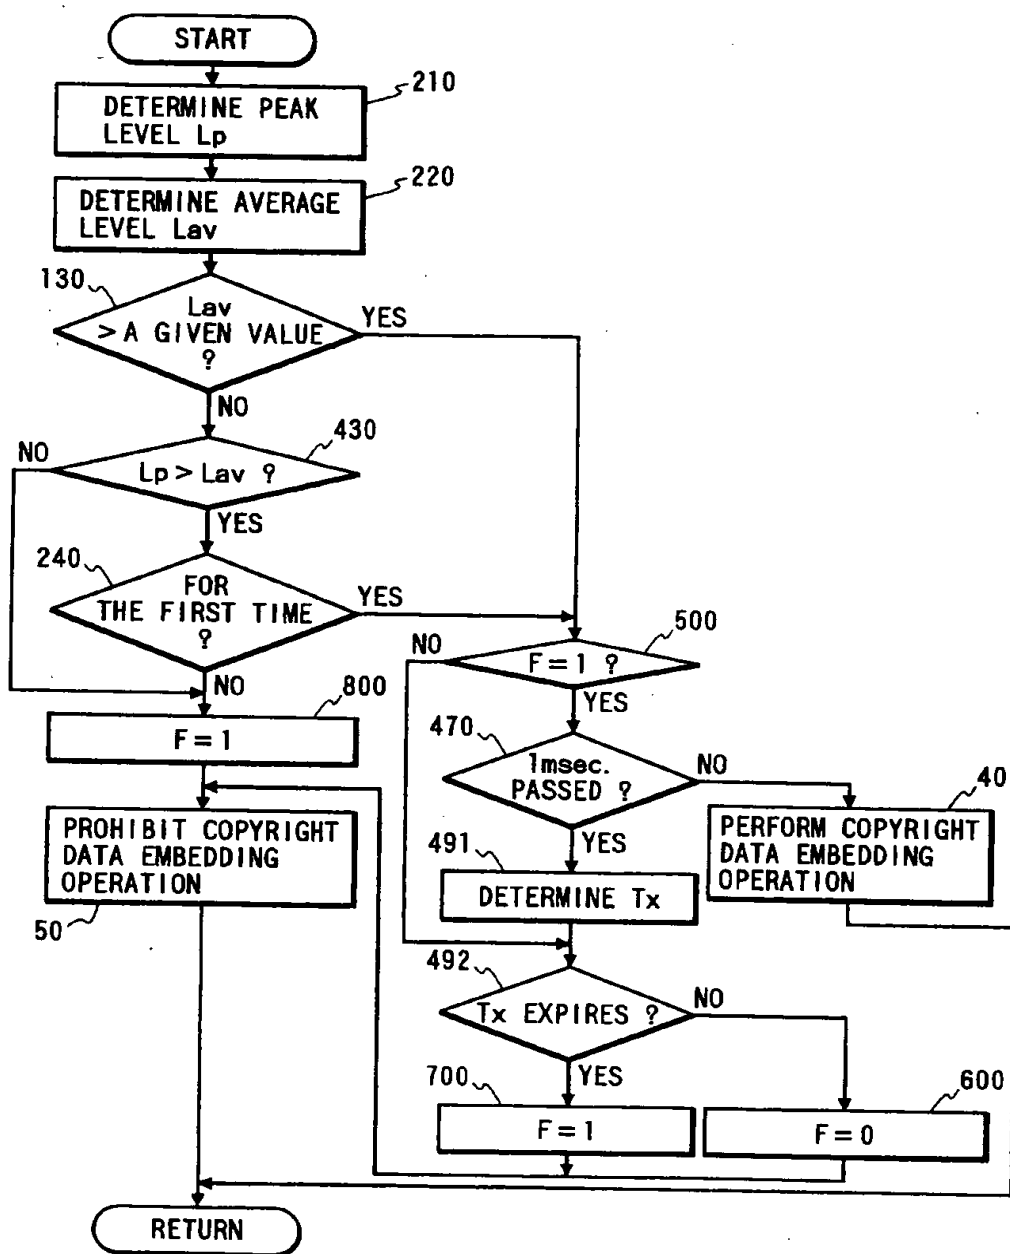 START
210
DETERMINE PEAK
LEVEL Lp
220
DETERMINE AVERAGE
LEVEL Lav
130
Lav
> A GIVEN VALUE
?
YES
NO
430
NO
Lp > Lav ?
YES
240
FOR
THE FIRST TIME
?
YES
NO
500
NO
F = 1 ?
YES
800
F = 1
470
1msec.
PASSED ?
NO
YES
40
PERFORM COPYRIGHT
DATA EMBEDDING
OPERATION
PROHIBIT COPYRIGHT
DATA EMBEDDING
OPERATION
50
491
DETERMINE Tx
492
Tx EXPIRES ?
NO
YES
700
F = 1
600
F = 0
RETURN